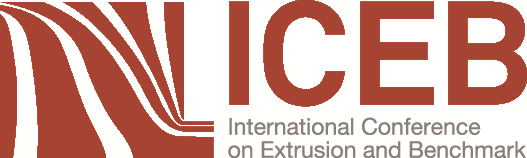 ICEB
International Conference
on Extrusion and Benchmark